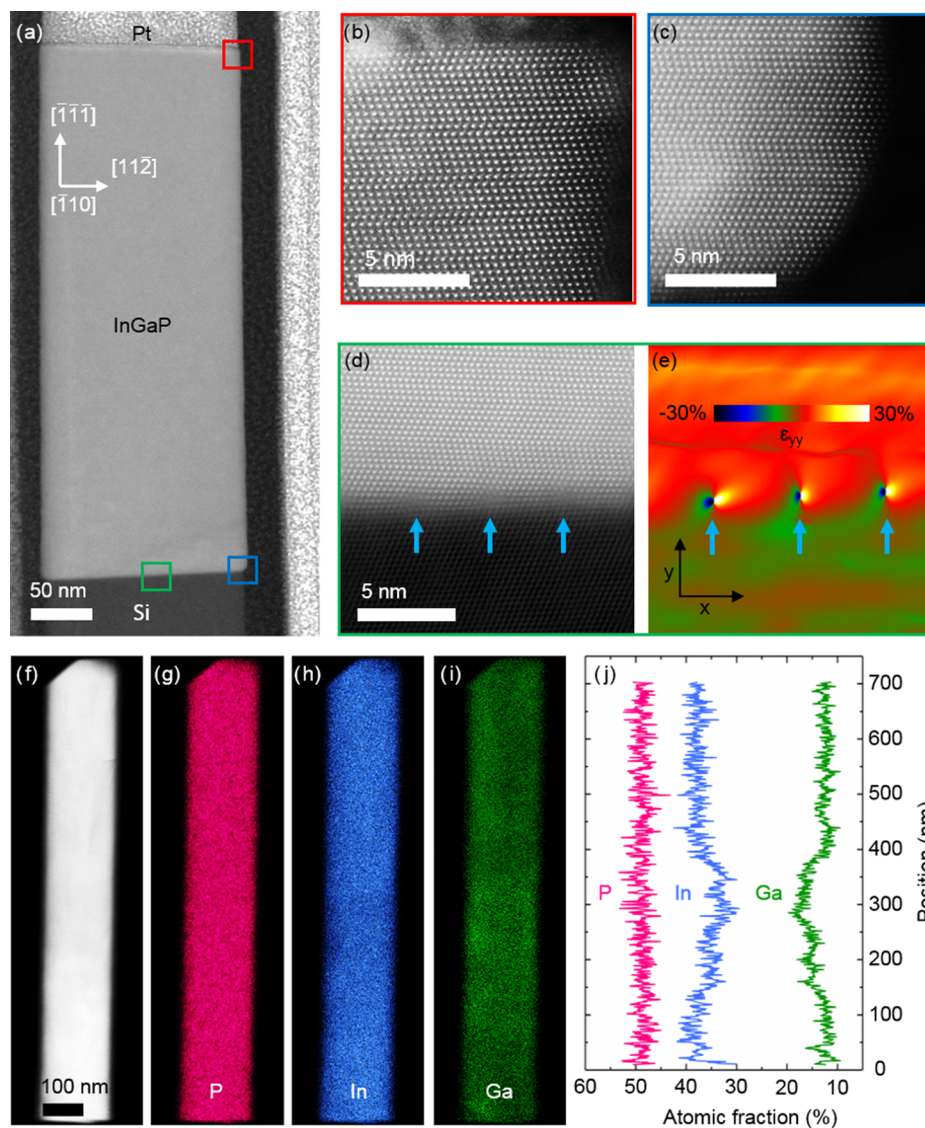 (a)
Pt
[1̄1̄1̄]
[112̄]
[1̄10]
InGaP
50 nm
Si
(b)
5 nm
(c)
5 nm
(d)
5 nm
(e)
-30% 30%
εyy
y
x
(f)
100 nm
(g)
P
(h)
In
(i)
Ga
(j)
P In Ga
700
600
500
400
300
200
100
0
Position (nm)
60 50 40 30 20 10
Atomic fraction (%)